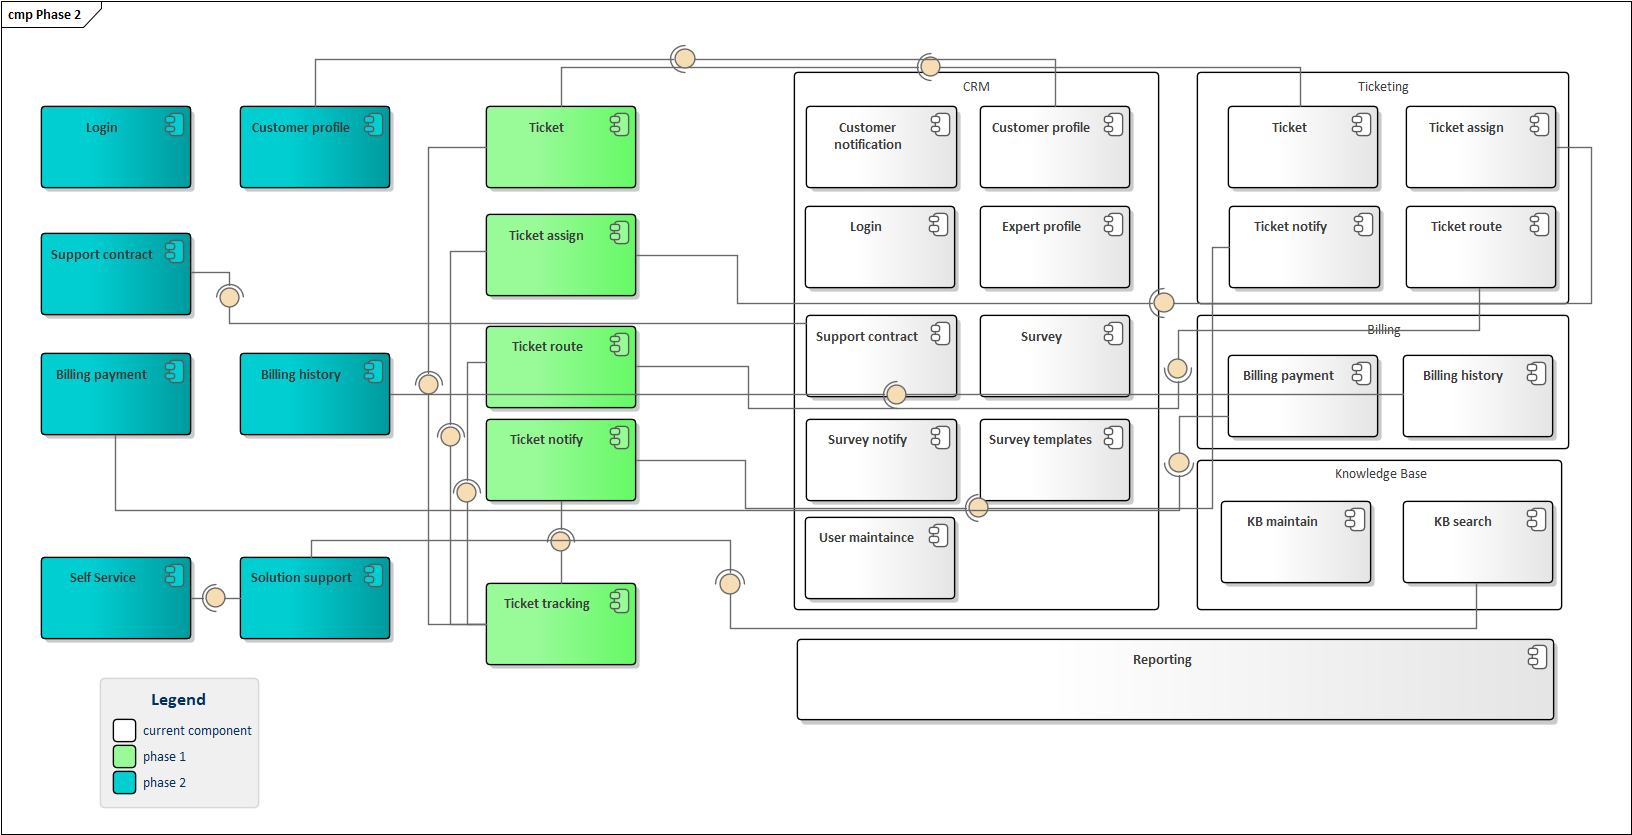 cmp Phase 2
Login
Customer profile
Support contract
Billing payment
Billing history
Self Service
Solution support
Ticket
Ticket assign
Ticket route
Ticket notify
Ticket tracking
CRM
Customer
notification
Customer profile
Login
Expert profile
Support contract
Survey
Survey notify
Survey templates
User maintaince
Ticketing
Ticket
Ticket assign
Ticket notify
Ticket route
Billing
Billing payment
Billing history
Knowledge Base
KB maintain
KB search
Reporting
Legend
current component
phase 1
phase 2